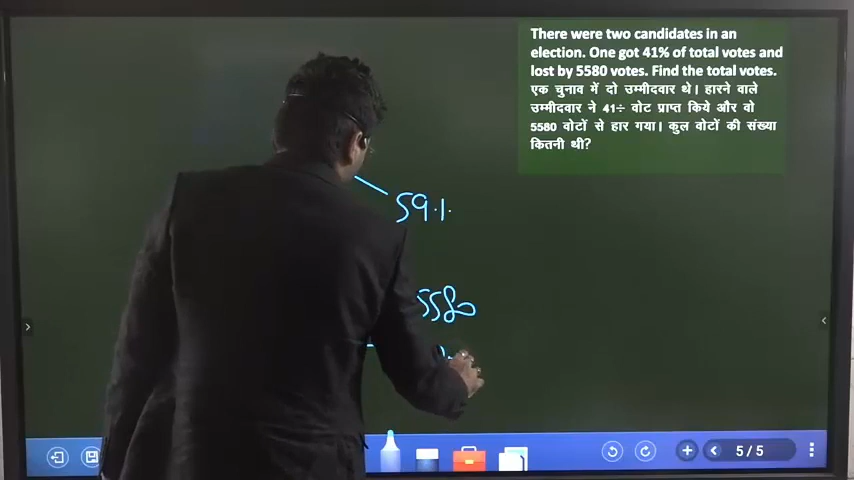 There were two candidates in an
election. One got 41% of total votes and
lost by 5580 votes. Find the total votes.
एक चुनाव में दो उम्मीदवार थे। हारने वाले
उम्मीदवार ने 41÷ वोट प्राप्त किये और वो
5580 वोटों से हार गया। कुल वोटों की संख्या
कितनी थी?
59%
5580
5/5